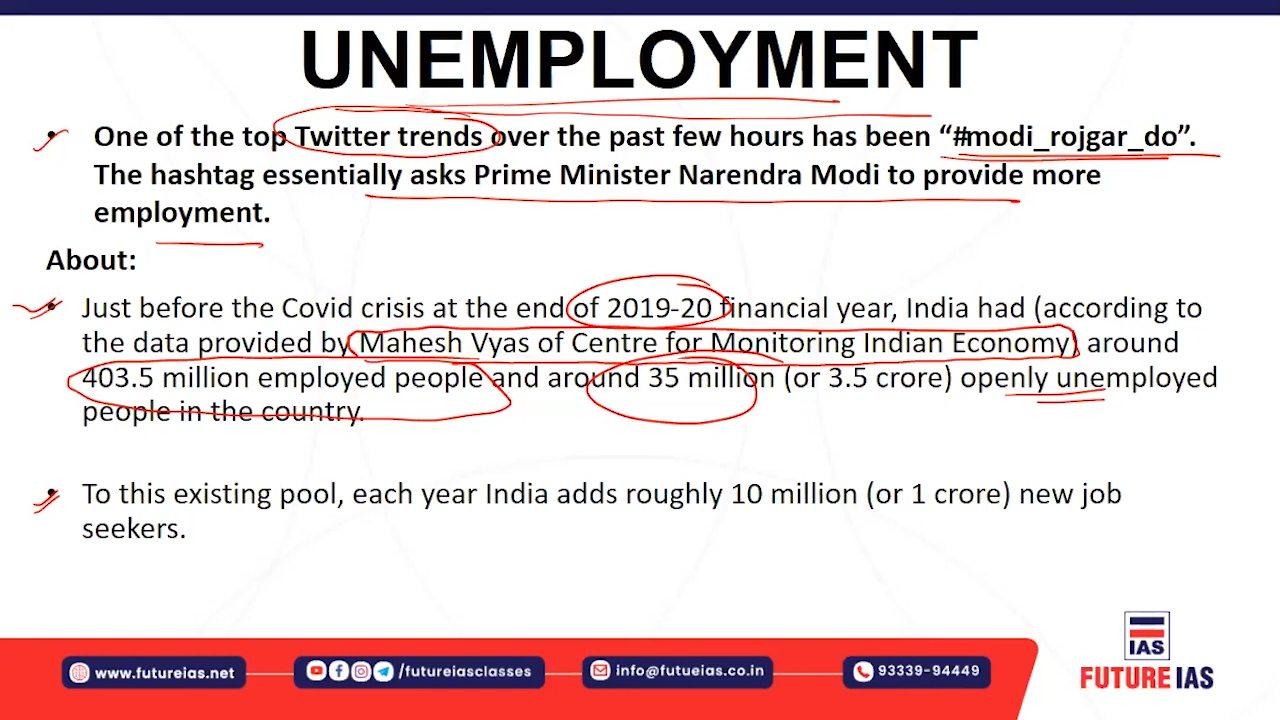 UNEMPLOYMENT
• One of the top Twitter trends over the past few hours has been “#modi_rojgar_do”.
The hashtag essentially asks Prime Minister Narendra Modi to provide more
employment.
About:
• Just before the Covid crisis at the end of 2019-20 financial year, India had (according to
the data provided by Mahesh Vyas of Centre for Monitoring Indian Economy) around
403.5 million employed people and around 35 million (or 3.5 crore) openly unemployed
people in the country.
• To this existing pool, each year India adds roughly 10 million (or 1 crore) new job
seekers.
www.futureias.net
/futureiasclasses
info@futueias.co.in
93339-94449
IAS
FUTURE IAS